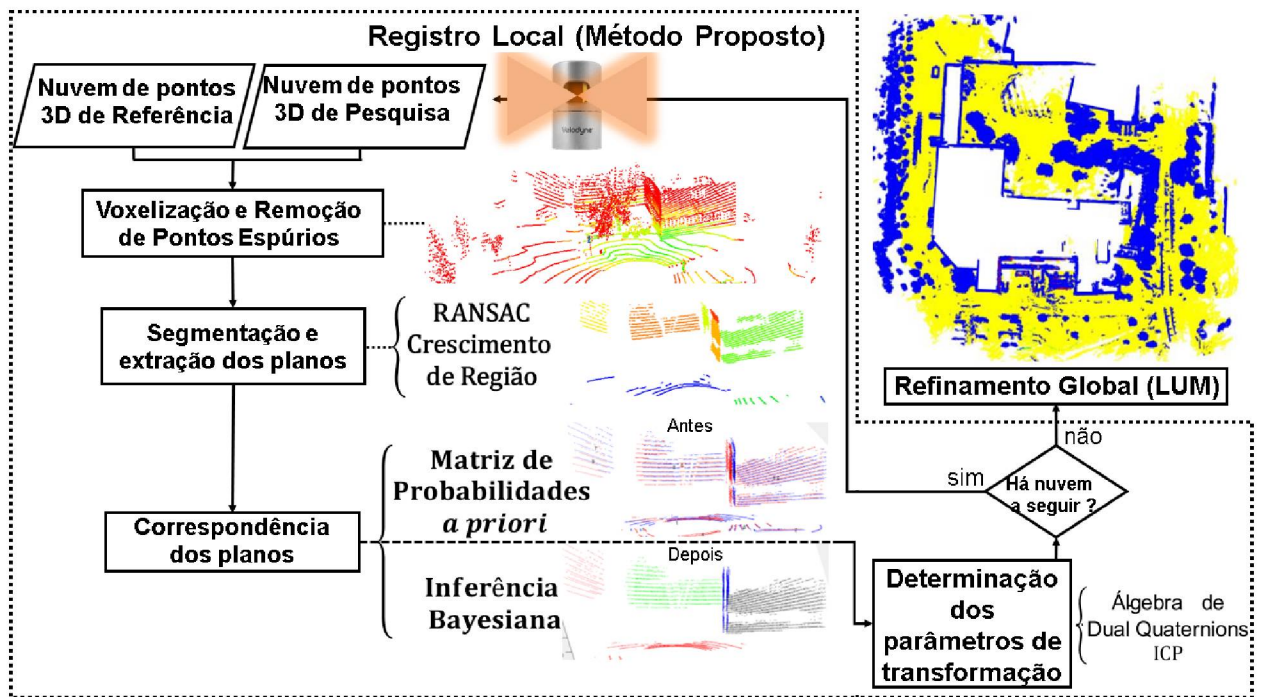 Registro Local (Método Proposto)
Nuvem de pontos
3D de Referência
Nuvem de pontos
3D de Pesquisa
Velodyne
Voxelização e Remoção
de Pontos Espúrios
Segmentação e
extração dos planos
RANSAC
Crescimento
de Região
Correspondência
dos planos
Matriz de
Probabilidades
a priori
Inferência
Bayesiana
Antes
Depois
Determinação
dos
parâmetros de
transformação
Álgebra de
Dual Quaternions
ICP
Há nuvem
a seguir ?
sim
não
Refinamento Global (LUM)